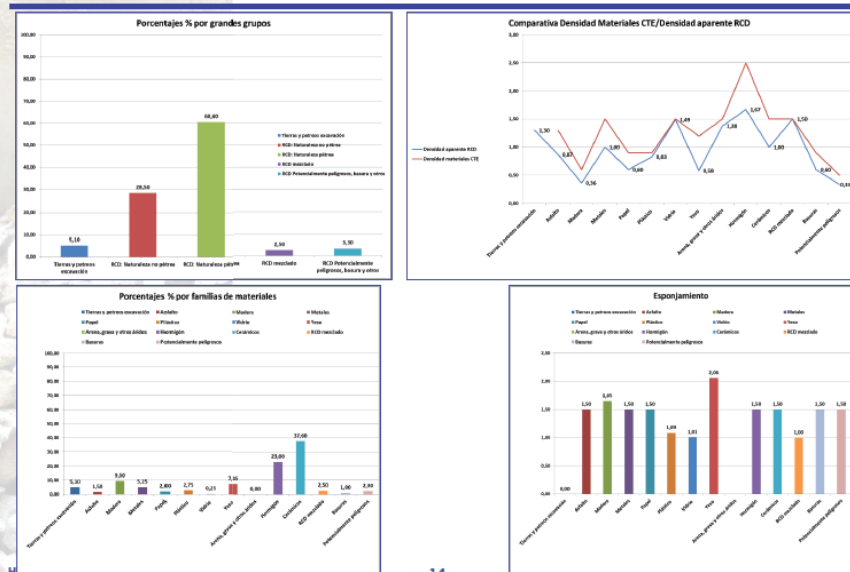 Porcentajes % por grandes grupos
100,00
90,00
80,00
70,00
60,00
50,00
40,00
30,00
20,00
10,00
0,00
5,10
28,50
60,60
2,50
3,30
Tierras y petreos excavación
RCD: Naturaleza no pétrea
RCD: Naturaleza pétrea
RCD mezclado
RCD Potencialmente peligrosos, basura y otros
Tierras y petreos excavación
RCD: Naturaleza no pétrea
RCD: Naturaleza pétrea
RCD mezclado
RCD Potencialmente peligrosos, basura y otros
Comparativa Densidad Materiales CTE/Densidad aparente RCD
Densidad aparente RCD
Densidad materiales CTE
3,00
2,50
2,00
1,50
1,00
0,50
0,00
1,30
0,87
0,36
1,00
0,60
0,83
1,49
0,58
1,38
1,67
1,00
1,50
0,60
0,33
Tierras y petreos excavación
Asfalto
Madera
Metales
Papel
Plástico
Vidrio
Yeso
Arena, grava y otros áridos
Hormigón
Cerámicos
RCD mezclado
Basuras
Potencialmente peligrosos
Porcentajes % por familias de materiales
Tierras y petreos excavación
Asfalto
Madera
Metales
Papel
Plástico
Vidrio
Yeso
Arena, grava y otros áridos
Hormigón
Cerámicos
RCD mezclado
Basuras
Potencialmente peligrosos
100,00
90,00
80,00
70,00
60,00
50,00
40,00
30,00
20,00
10,00
0,00
1,50
5,25
2,00
2,75
0,25
0,00
23,00
37,60
2,50
1,00
Tierras y petreos excavación
Asfalto
Madera
Metales
Papel
Plástico
Vidrio
Yeso
Arena, grava y otros áridos
Hormigón
Cerámicos
RCD mezclado
Basuras
Potencialmente peligrosos
Esponjamiento
Tierras y petreos excavación
Asfalto
Madera
Metales
Papel
Plástico
Vidrio
Yeso
Arena, grava y otros áridos
Hormigón
Cerámicos
RCD mezclado
Basuras
Potencialmente peligrosos
2,50
2,00
1,50
1,00
0,50
0,00
0,00
1,50
1,65
1,50
1,50
1,09
1,01
1,50
1,50
1,00
1,50
1,50
Tierras y petreos excavación
Asfalto
Madera
Metales
Papel
Plástico
Vidrio
Yeso
Arena, grava y otros áridos
Hormigón
Cerámicos
RCD mezclado
Basuras
Potencialmente peligrosos
14